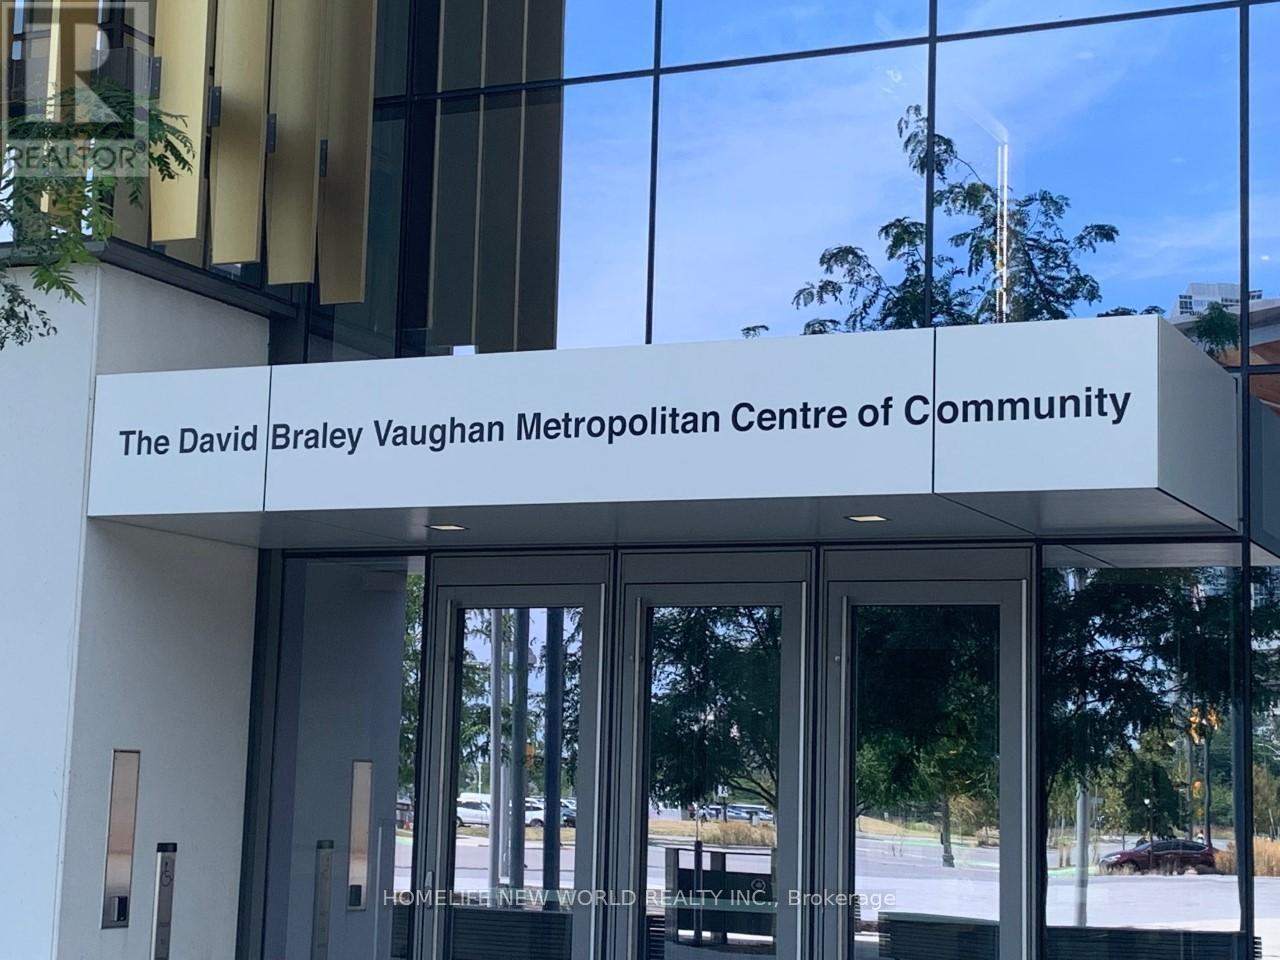 REALTOR®
The David Braley Vaughan Metropolitan Centre of Community
HOMELIFE NEW WORLD REALTY INC., Brokerage